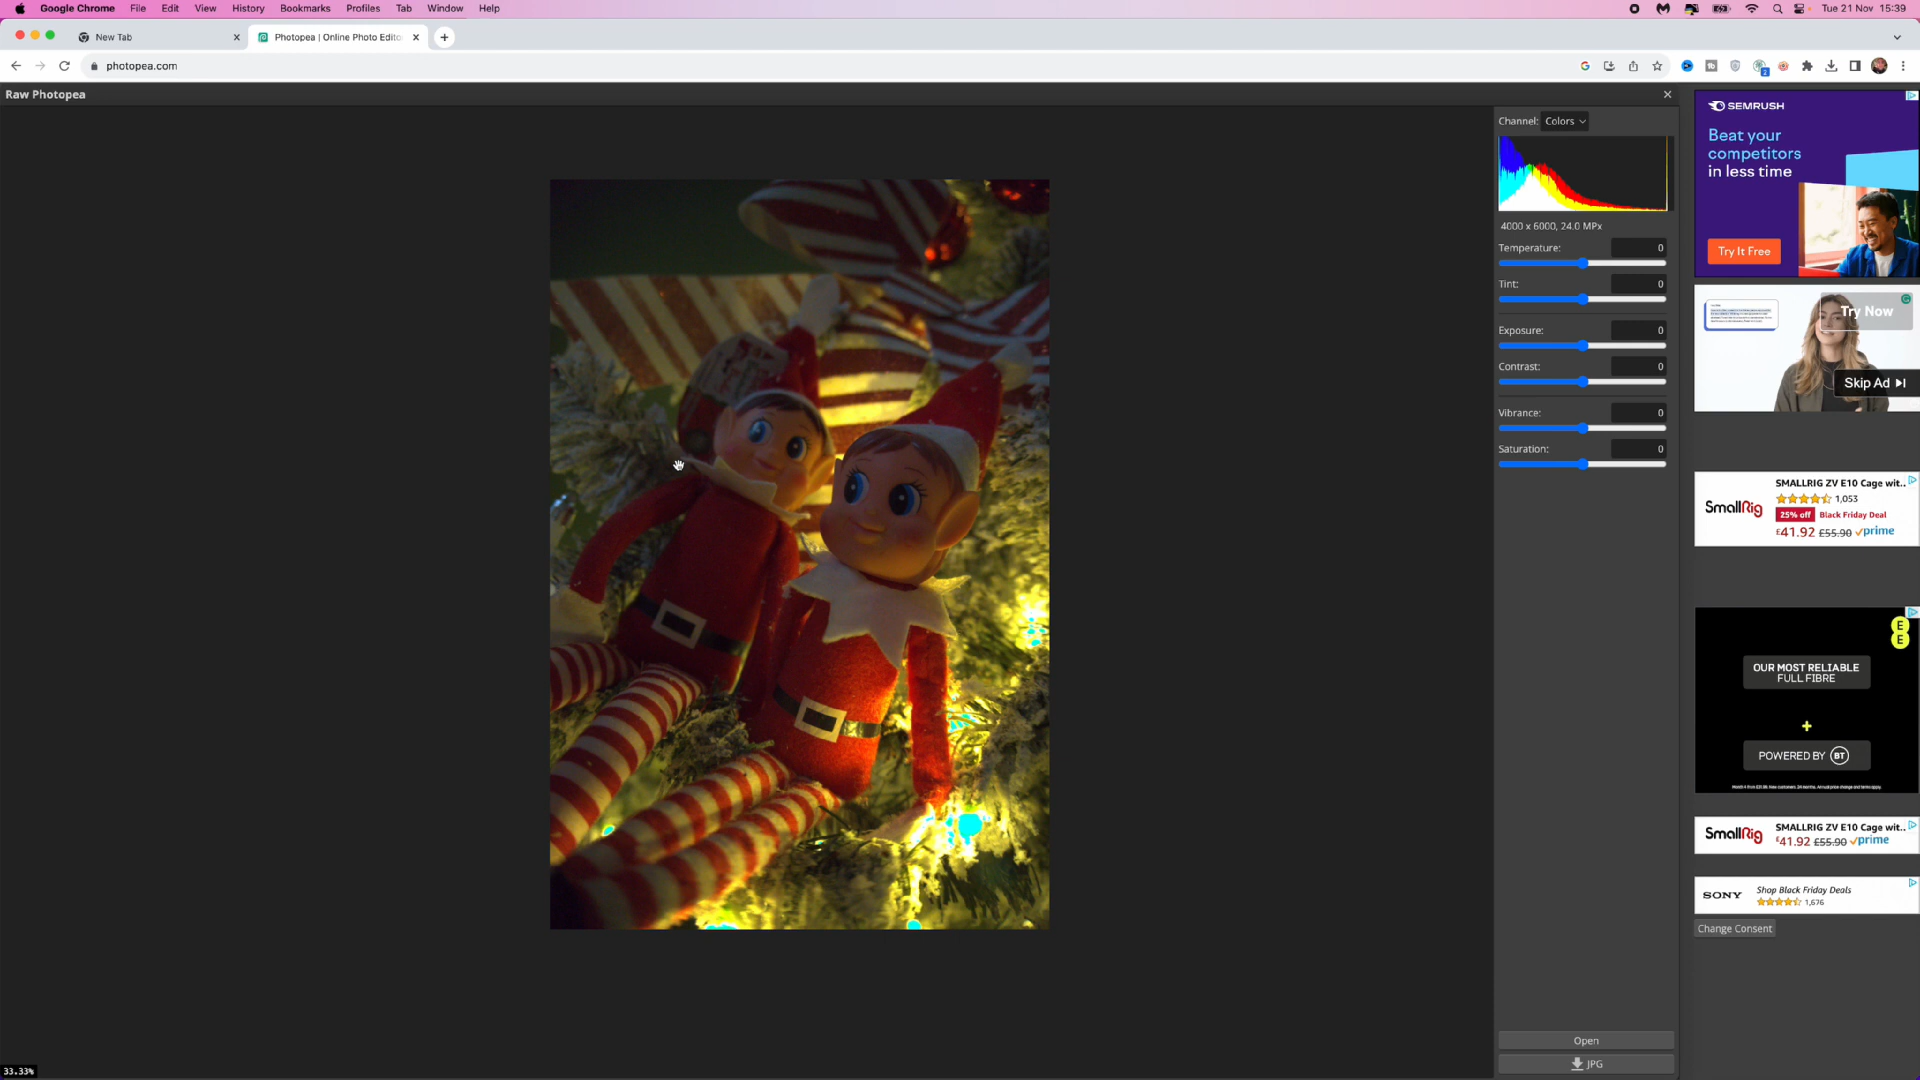 Google Chrome File Edit View History Bookmarks Profiles Tab Window Help Tue 21 Nov 15:39
New Tab Photopea | Online Photo Edito
photopea.com 2
Raw Photopea
Channel: Colors
4000 x 6000, 24.0 MPx
Temperature: 0
Tint: 0
Exposure: 0
Contrast: 0
Vibrance: 0
Saturation: 0
Open
JPG
33.33%
SEMRUSH
Beat your
competitors
in less time
Try It Free
Try Now
Skip Ad
SmallRig
SMALLRIG ZV E10 Cage wit..
1,053
25% off Black Friday Deal
£41.92 £55.90 prime
E
E
OUR MOST RELIABLE
FULL FIBRE
+
POWERED BY BT
SmallRig
SMALLRIG ZV E10 Cage wit..
£41.92 £55.90 prime
SONY
Shop Black Friday Deals
1,676
Change Consent